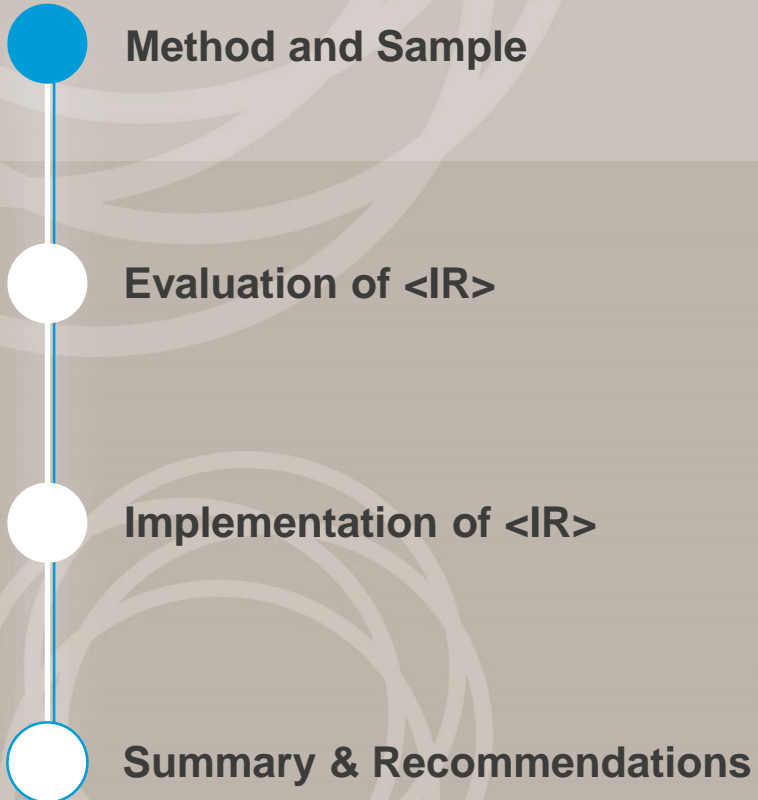 Method and Sample
Evaluation of <IR>
Implementation of <IR>
Summary & Recommendations